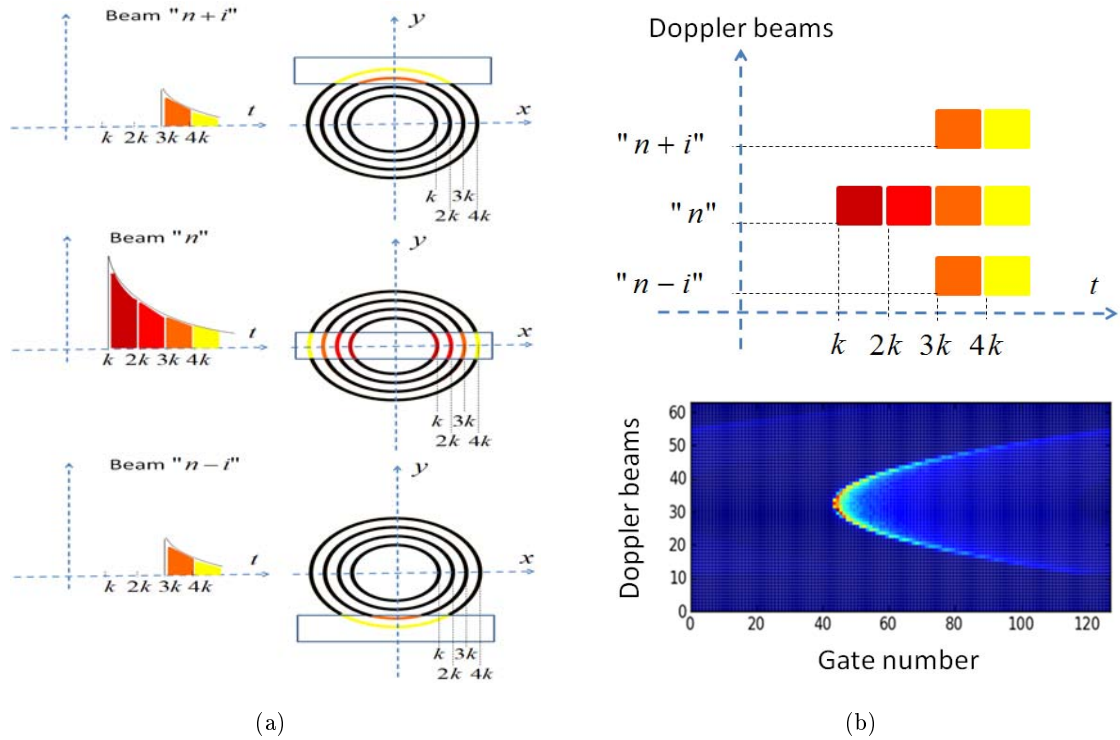 Beam "n + i"
y
t
x
k 2k 3k 4k
k 3k
2k 4k
Beam "n"
y
t
x
k 2k 3k 4k
k 3k
2k 4k
Beam "n − i"
y
t
x
k 2k 3k 4k
k 3k
2k 4k
(a)
Doppler beams
"n + i"
"n"
"n − i"
t
k 2k 3k 4k
Doppler beams
60
50
40
30
20
10
0
0 20 40 60 80 100 120
Gate number
(b)